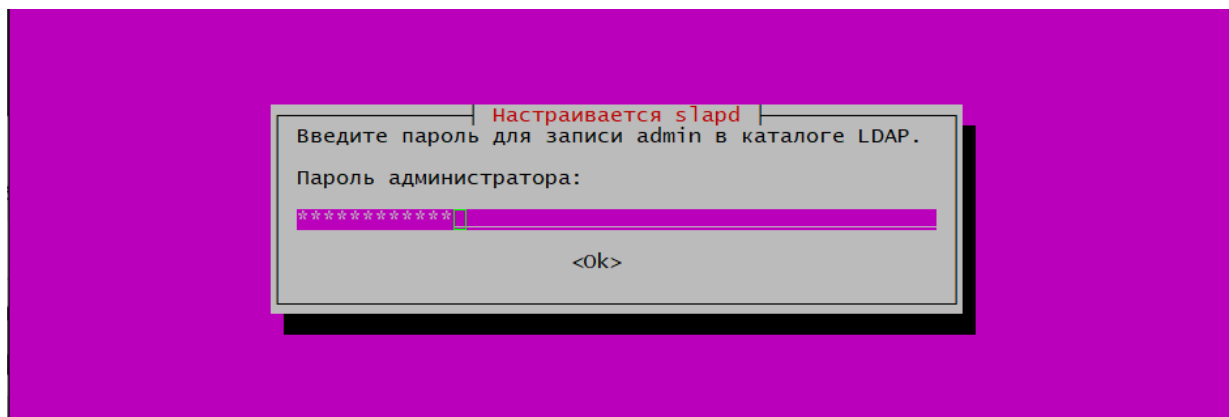 Настраивается slapd
Введите пароль для записи admin в каталоге LDAP.
Пароль администратора:
************
<Ok>